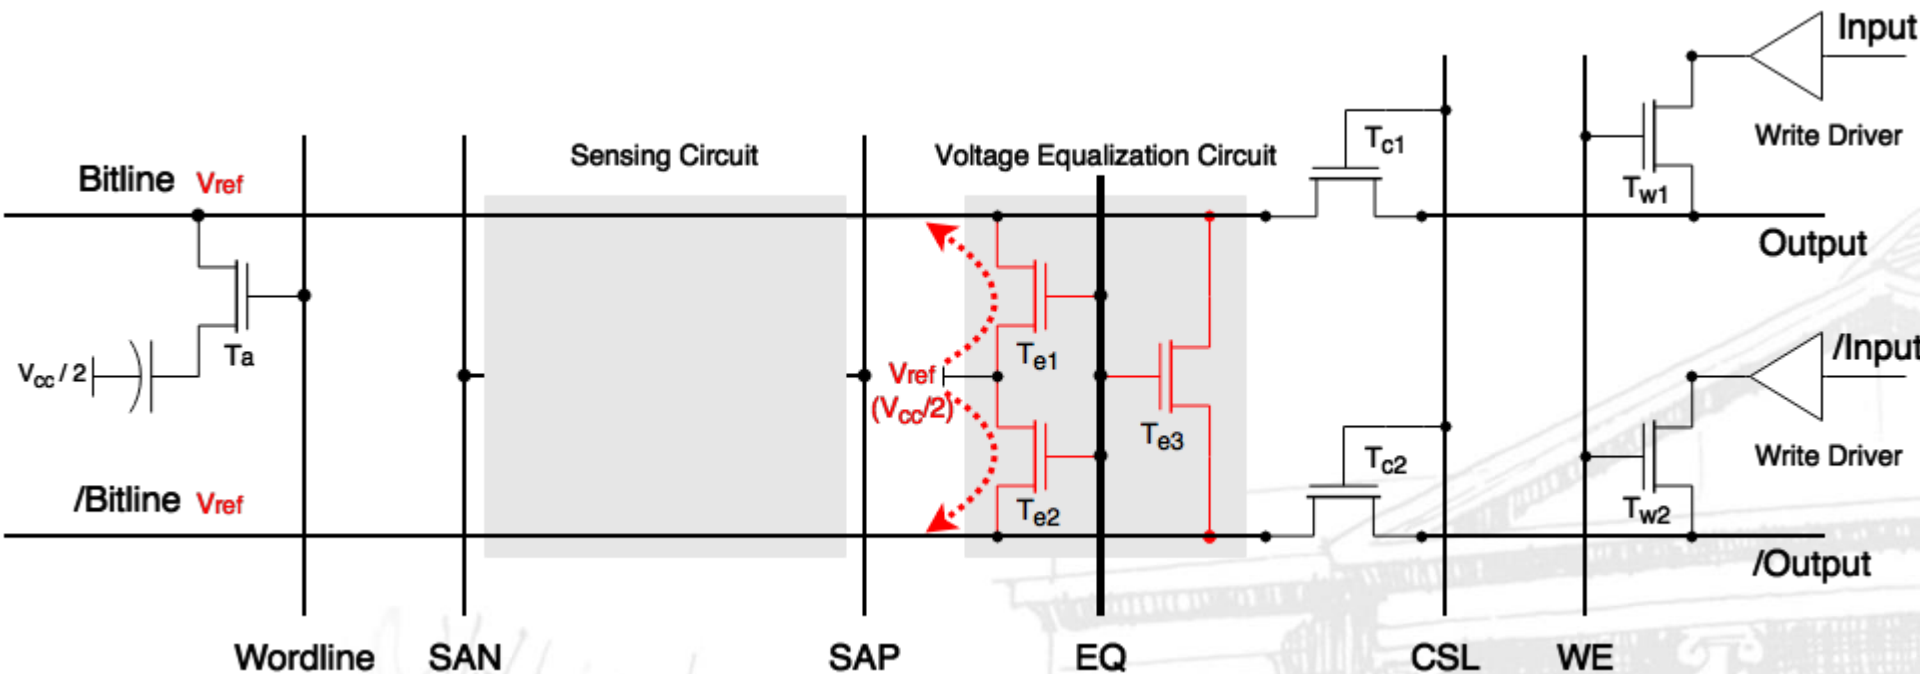 Input
Write Driver
Tw1
Tc1
Sensing Circuit
Voltage Equalization Circuit
Bitline Vref
Output
Ta
Vcc / 2
Vref
(Vcc/2)
Te1
Te3
Te2
/Input
Write Driver
Tc2
Tw2
/Bitline Vref
/Output
Wordline
SAN
SAP
EQ
CSL
WE